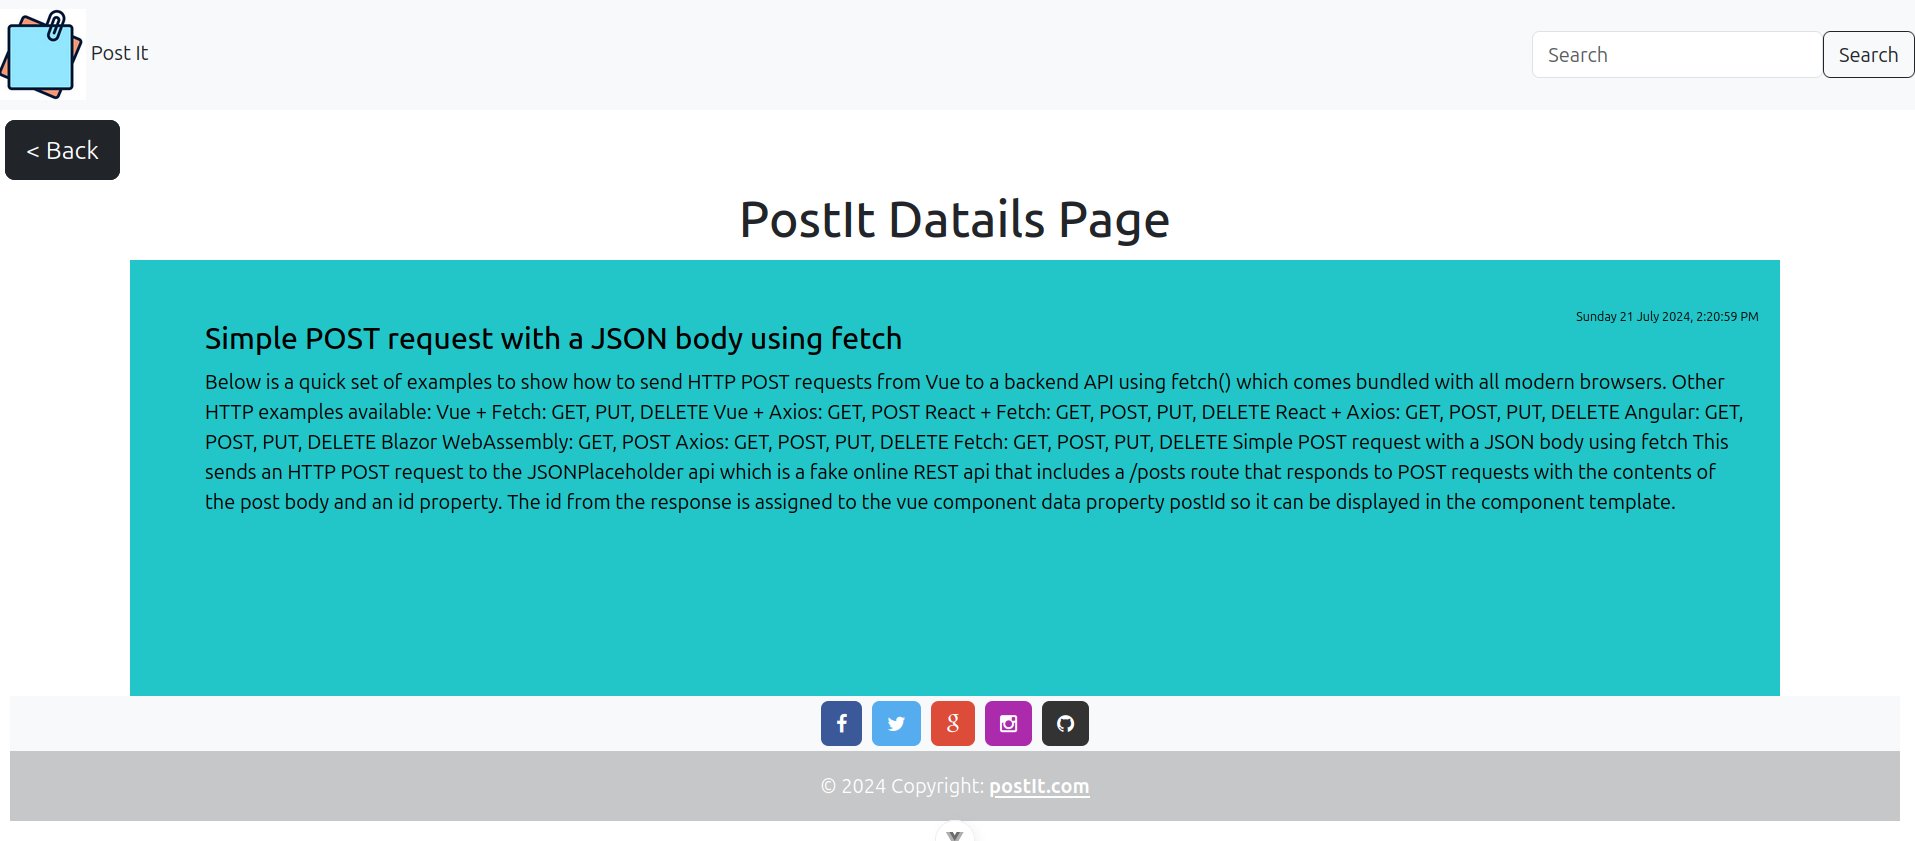 Post It
Search
Search
< Back
PostIt Datails Page
Sunday 21 July 2024, 2:20:59 PM
Simple POST request with a JSON body using fetch
Below is a quick set of examples to show how to send HTTP POST requests from Vue to a backend API using fetch() which comes bundled with all modern browsers. Other
HTTP examples available: Vue + Fetch: GET, PUT, DELETE Vue + Axios: GET, POST React + Fetch: GET, POST, PUT, DELETE React + Axios: GET, POST, PUT, DELETE Angular: GET,
POST, PUT, DELETE Blazor WebAssembly: GET, POST Axios: GET, POST, PUT, DELETE Fetch: GET, POST, PUT, DELETE Simple POST request with a JSON body using fetch This
sends an HTTP POST request to the JSONPlaceholder api which is a fake online REST api that includes a /posts route that responds to POST requests with the contents of
the post body and an id property. The id from the response is assigned to the vue component data property postId so it can be displayed in the component template.
© 2024 Copyright: postIt.com